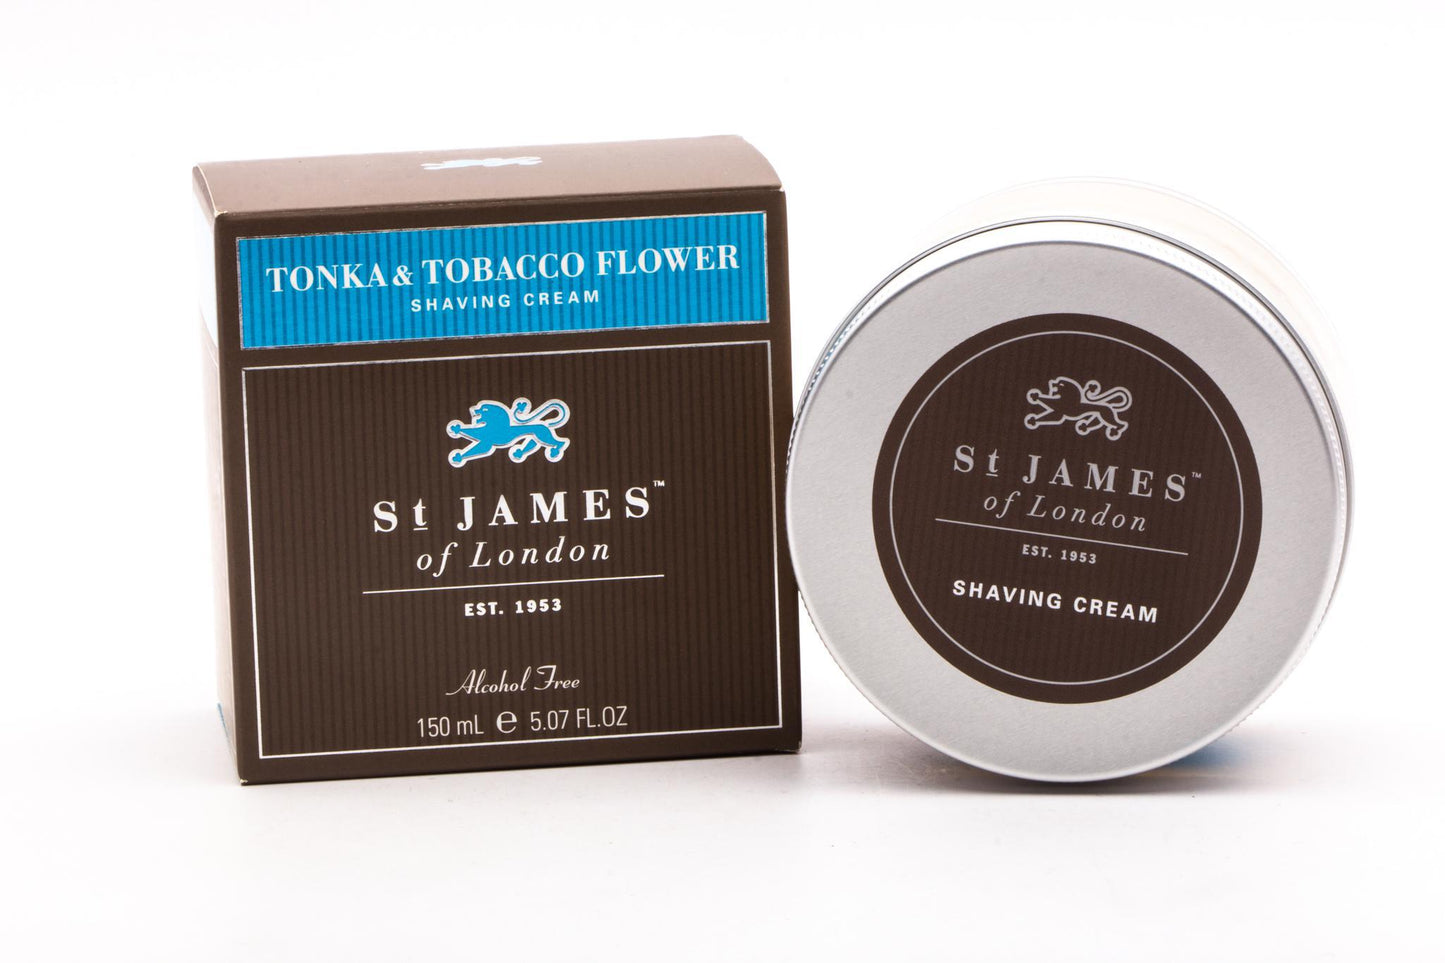 TONKA & TOBACCO FLOWER
SHAVING CREAM
St JAMES™
of London
EST. 1953
Alcohol Free
150 mL ℮ 5.07 FL.OZ
St JAMES™
of London
EST. 1953
SHAVING CREAM